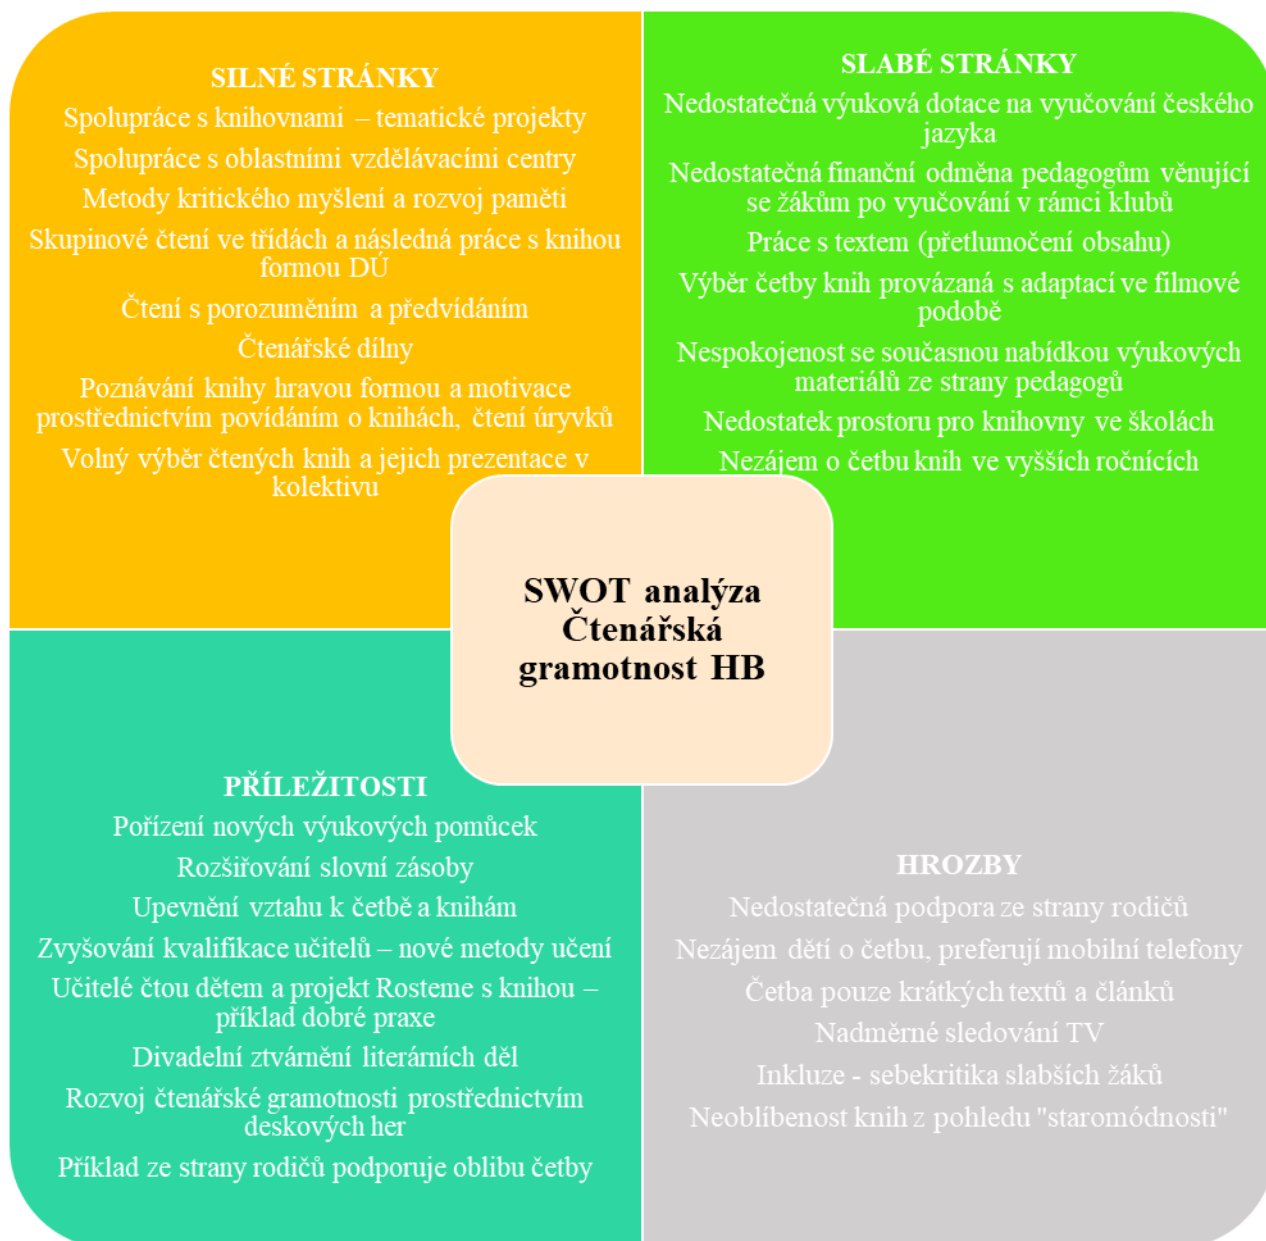 SILNÉ STRÁNKY
Spolupráce s knihovnami – tematické projekty
Spolupráce s oblastními vzdělávacími centry
Metody kritického myšlení a rozvoj paměti
Skupinové čtení ve třídách a následná práce s knihou
formou DÚ
Čtení s porozuměním a předvídáním
Čtenářské dílny
Poznávání knihy hravou formou a motivace
prostřednictvím povídáním o knihách, čtení úryvků
Volný výběr čtených knih a jejich prezentace v
kolektivu
SLABÉ STRÁNKY
Nedostatečná výuková dotace na vyučování českého
jazyka
Nedostatečná finanční odměna pedagogům věnující
se žákům po vyučování v rámci klubů
Práce s textem (přetlumočení obsahu)
Výběr četby knih provázaná s adaptací ve filmové
podobě
Nespokojenost se současnou nabídkou výukových
materiálů ze strany pedagogů
Nedostatek prostoru pro knihovny ve školách
Nezájem o četbu knih ve vyšších ročnících
SWOT analýza
Čtenářská
gramotnost HB
PŘÍLEŽITOSTI
Pořízení nových výukových pomůcek
Rozšiřování slovní zásoby
Upevnění vztahu k četbě a knihám
Zvyšování kvalifikace učitelů – nové metody učení
Učitelé čtou dětem a projekt Rosteme s knihou –
příklad dobré praxe
Divadelní ztvárnění literárních děl
Rozvoj čtenářské gramotnosti prostřednictvím
deskových her
Příklad ze strany rodičů podporuje oblibu četby
HROZBY
Nedostatečná podpora ze strany rodičů
Nezájem dětí o četbu, preferují mobilní telefony
Četba pouze krátkých textů a článků
Nadměrné sledování TV
Inkluze - sebekritika slabších žáků
Neoblíbenost knih z pohledu "staromódnosti"